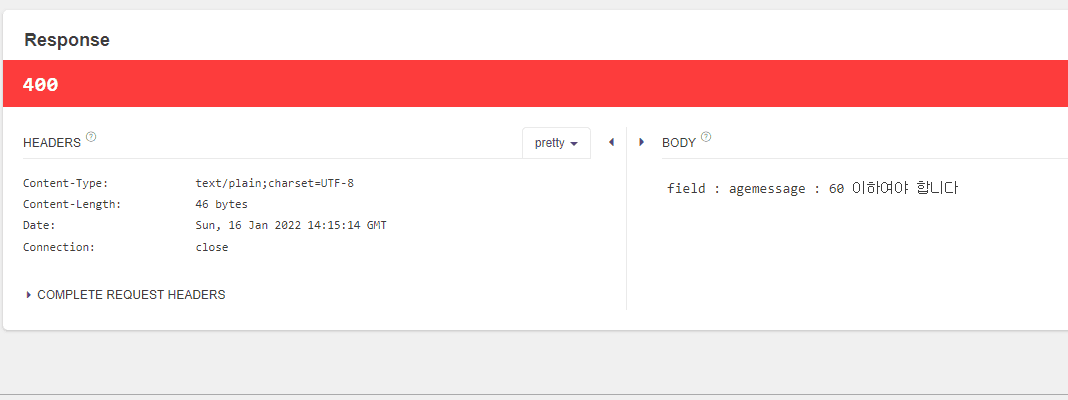 Response
400
HEADERS ?
pretty
Content-Type: text/plain;charset=UTF-8
Content-Length: 46 bytes
Date: Sun, 16 Jan 2022 14:15:14 GMT
Connection: close
COMPLETE REQUEST HEADERS
BODY ?
field : agemessage : 60 이하여야 합니다